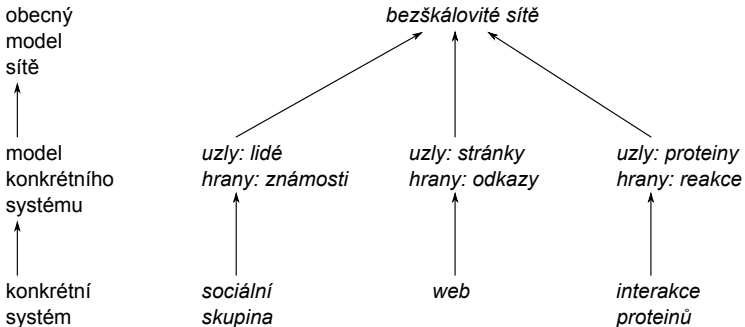 obecný
model
sítě
bezškálovité sítě
model
konkrétního
systému
uzly: lidé
hrany: známosti
uzly: stránky
hrany: odkazy
uzly: proteiny
hrany: reakce
konkrétní
systém
sociální
skupina
web
interakce
proteinů